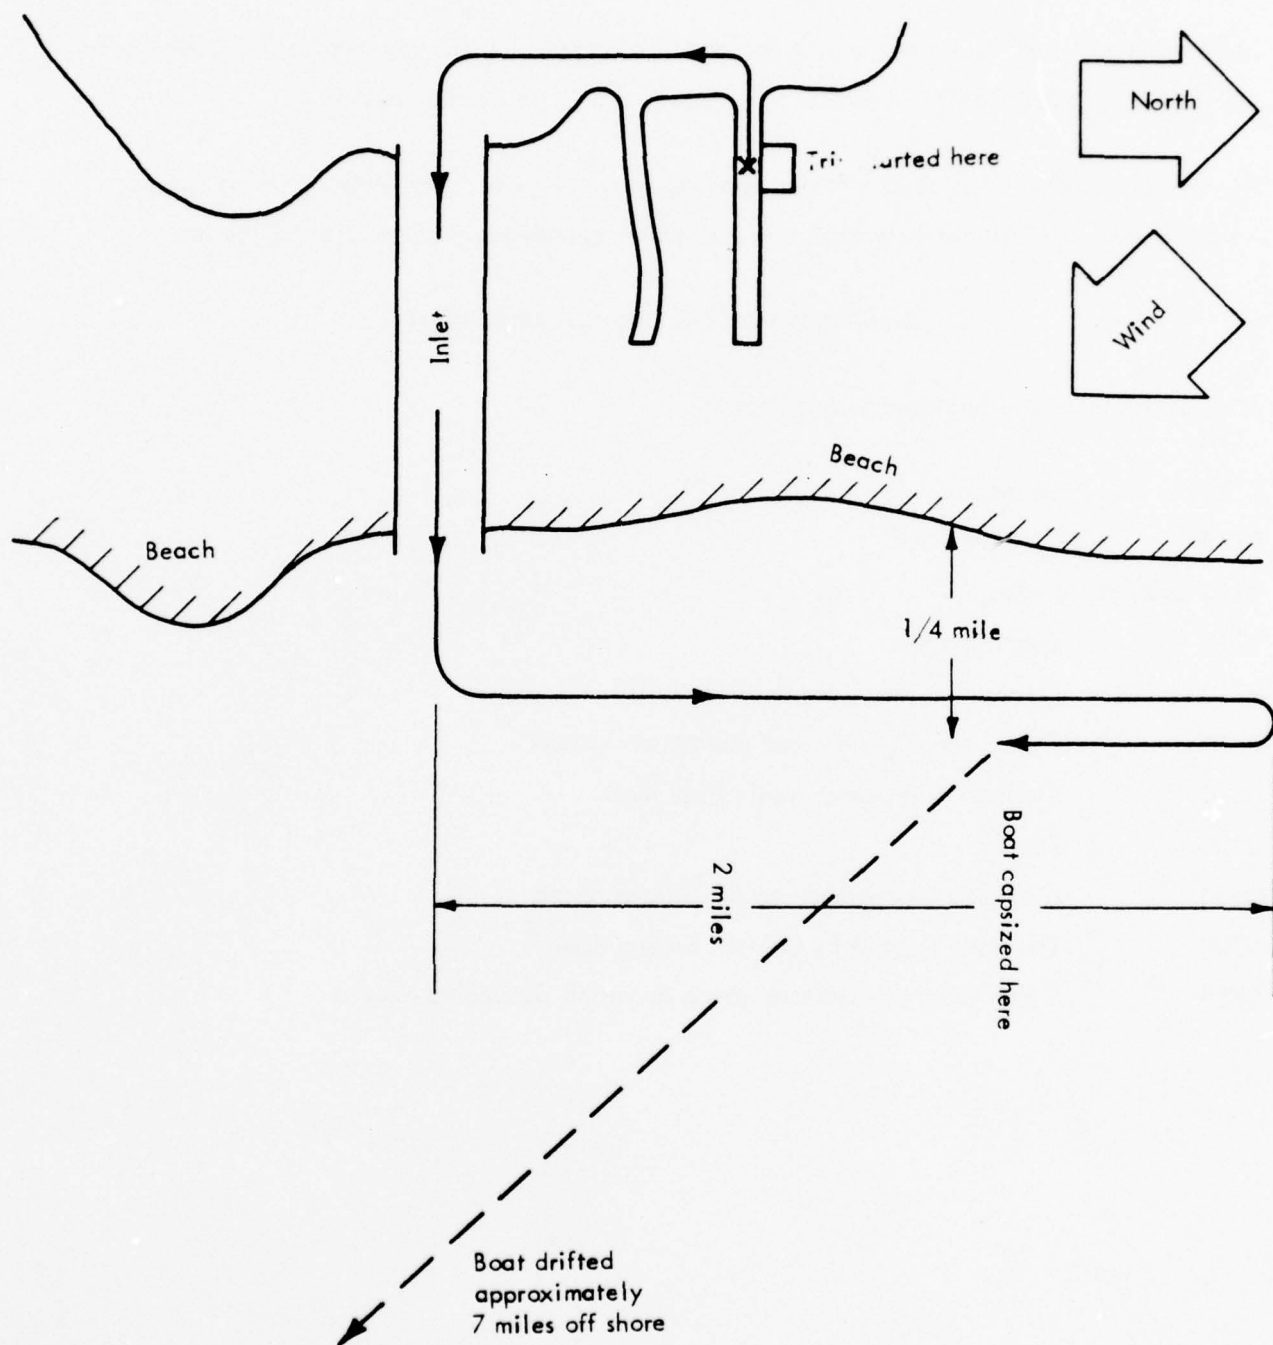 North
started here
Wind
Inlet
Beach
Beach
1/4 mile
Boat capsized here
2 miles
Boat drifted
approximately
7 miles off shore